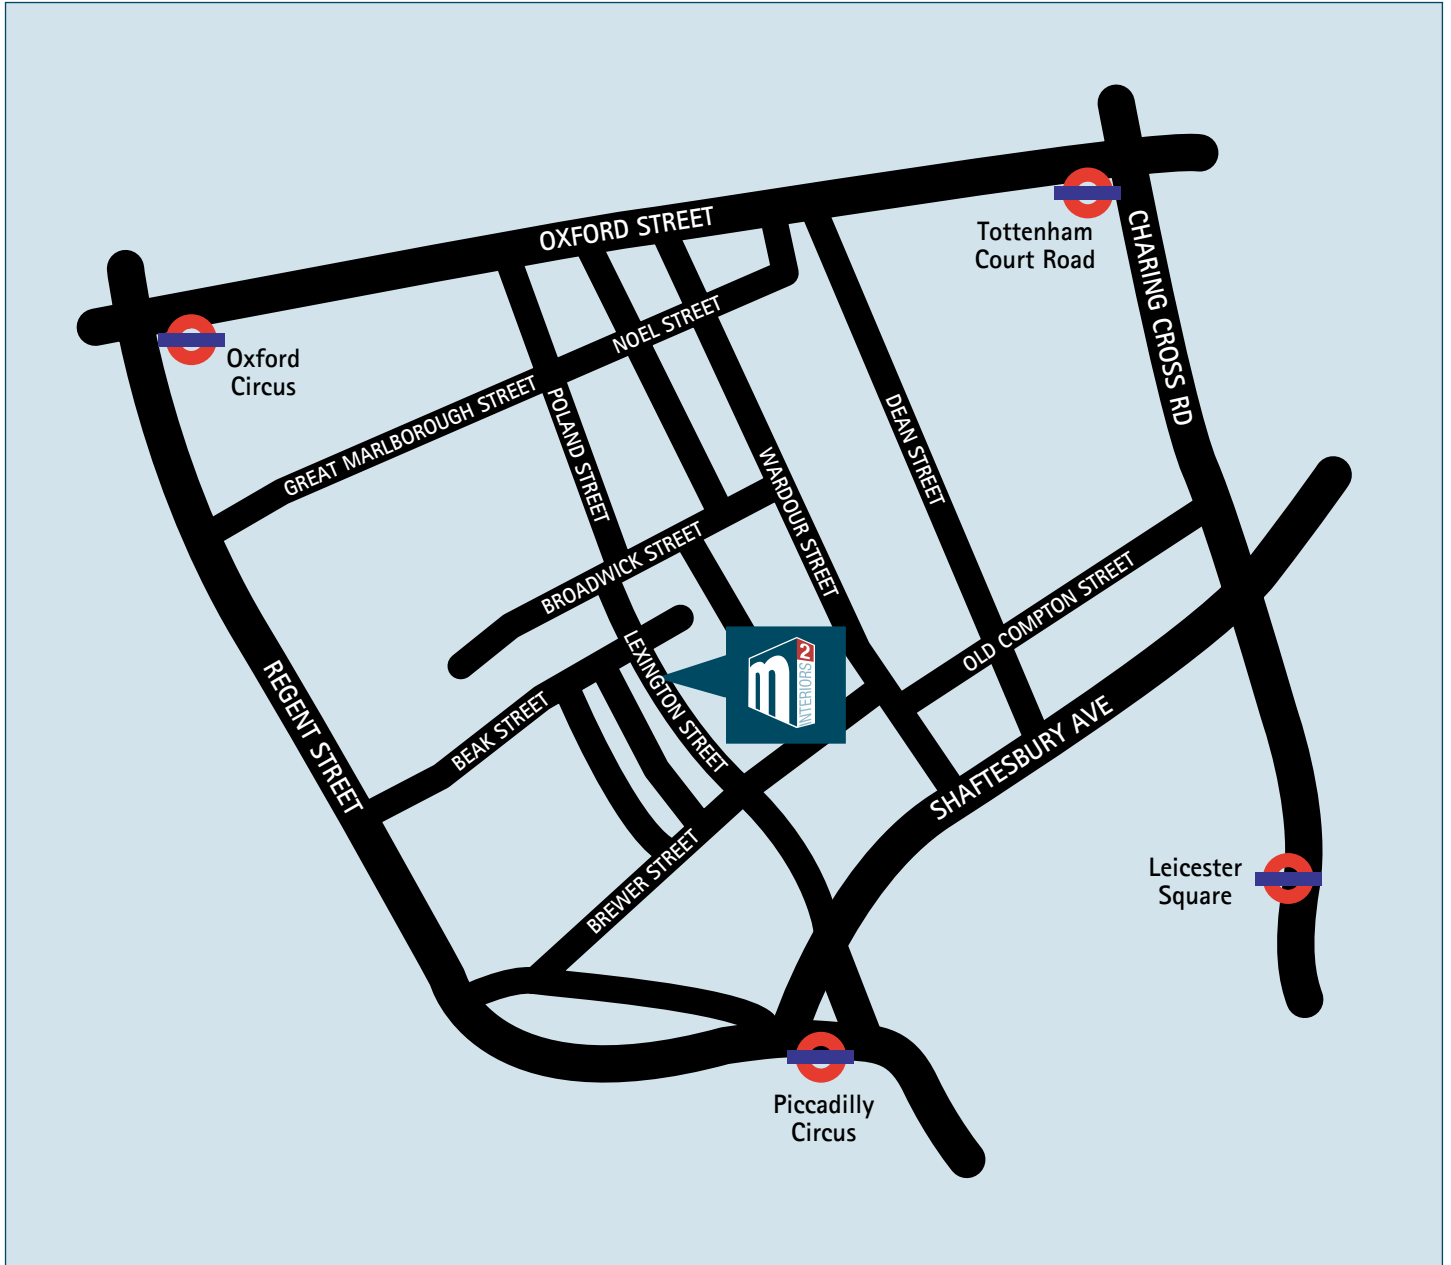 OXFORD STREET
Tottenham
Court Road
CHARING CROSS RD
Oxford
Circus
NOEL STREET
GREAT MARLBOROUGH STREET
POLAND STREET
DEAN STREET
WARDOUR STREET
BROADWICK STREET
OLD COMPTON STREET
LEXINGTON STREET
m2
INTERIORS
REGENT STREET
BEAK STREET
SHAFTESBURY AVE
BREWER STREET
Leicester
Square
Piccadilly
Circus